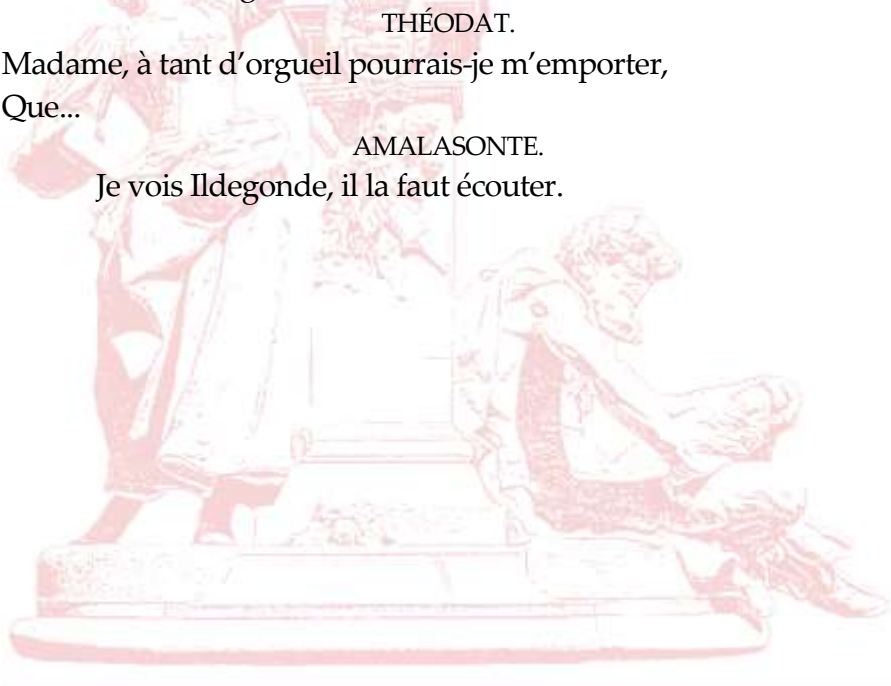 THÉODAT.
Madame, à tant d’orgueil pourrais-je m’emporter,
Que...
AMALASONTE.
Je vois Ildegonde, il la faut écouter.